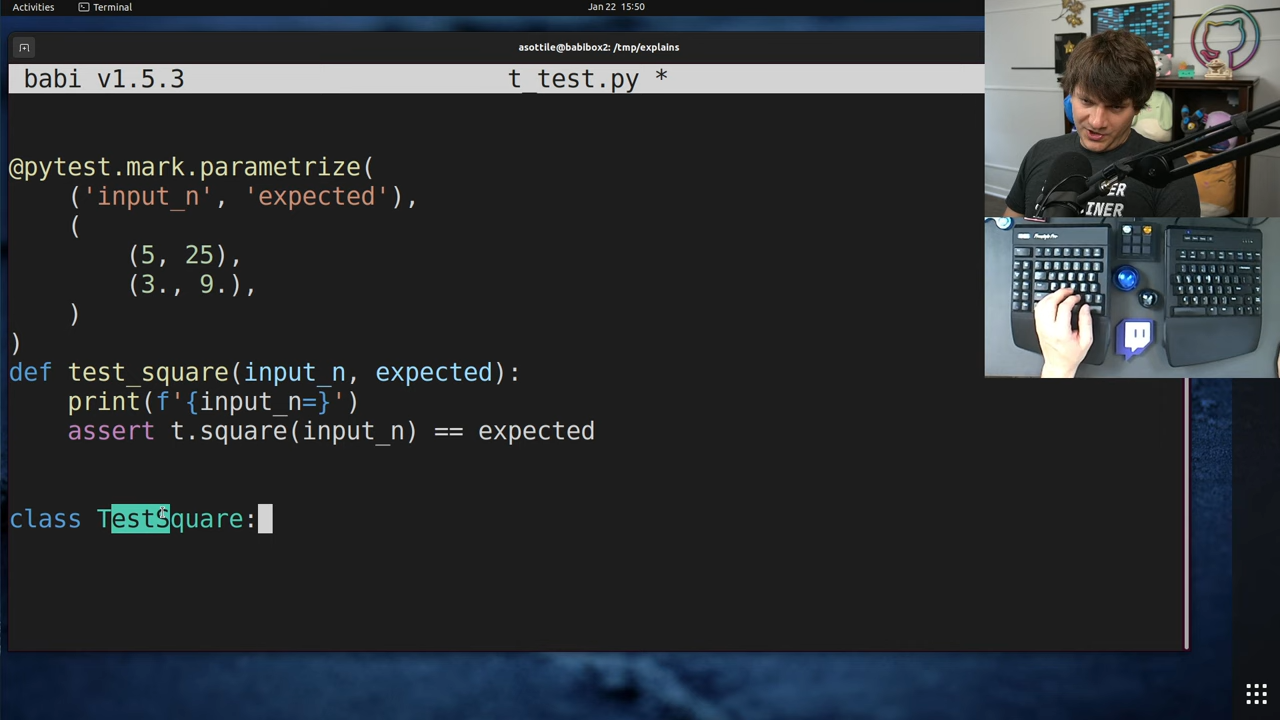 Activities
Terminal
Jan 22 15:50
asottile@babibox2: /tmp/explains
babi v1.5.3
t_test.py *
@pytest.mark.parametrize(
('input_n', 'expected'),
(
(5, 25),
(3., 9.),
)
)
def test_square(input_n, expected):
print(f'{input_n=}')
assert t.square(input_n) == expected
class TestSquare: